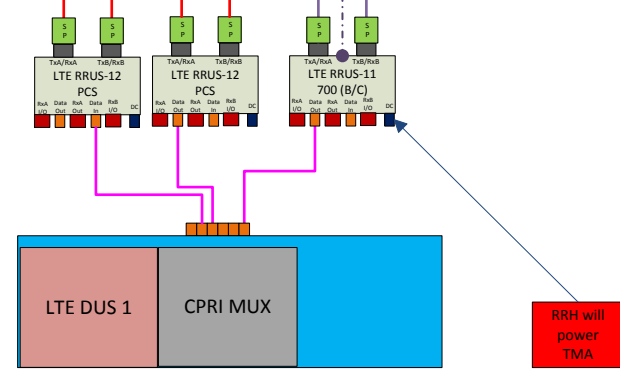 S P S P S P S P S P S P
TxA/RxA TxB/RxB TxA/RxA TxB/RxB TxA/RxA TxB/RxB
LTE RRUS-12 LTE RRUS-12 LTE RRUS-11
PCS PCS 700 (B/C)
RxA Data RxA Data RxB RxA Data RxA Data RxB RxA Data RxA Data RxB
I/O Out Out In I/O DC I/O Out Out In I/O DC I/O Out Out In I/O DC
LTE DUS 1 CPRI MUX
RRH will
power
TMA